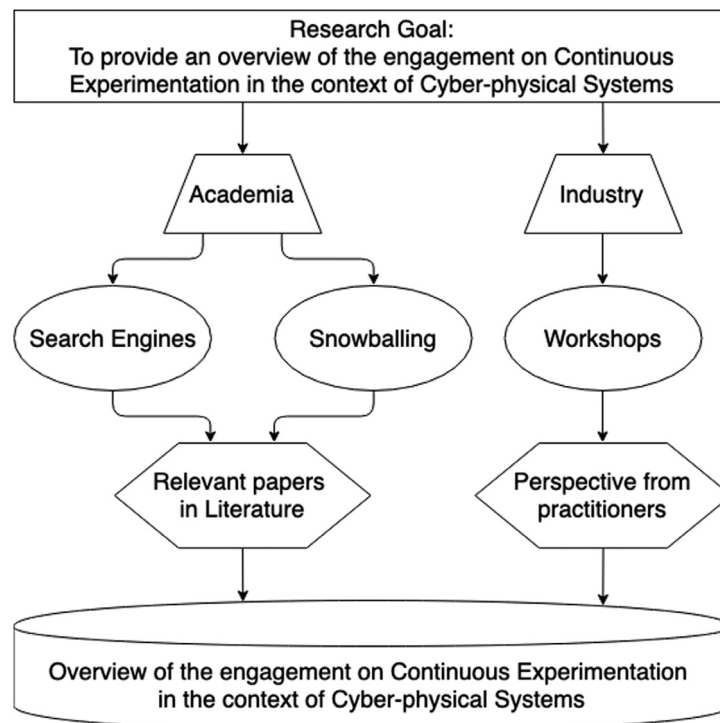 Research Goal:
To provide an overview of the engagement on Continuous
Experimentation in the context of Cyber-physical Systems
Academia
Industry
Search Engines
Snowballing
Workshops
Relevant papers
in Literature
Perspective from
practitioners
Overview of the engagement on Continuous Experimentation
in the context of Cyber-physical Systems